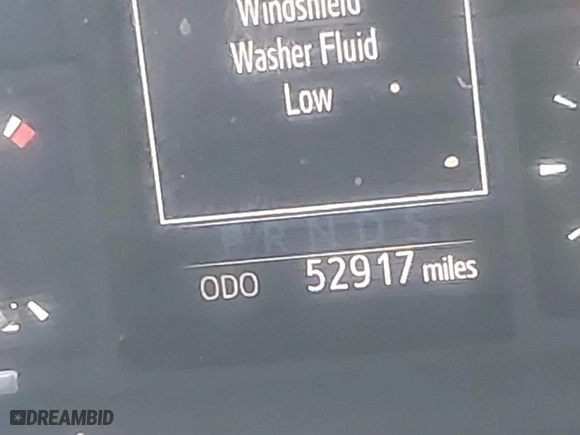 Windshield
Washer Fluid
Low
P R N D S
ODO 52917 miles
DREAMBID